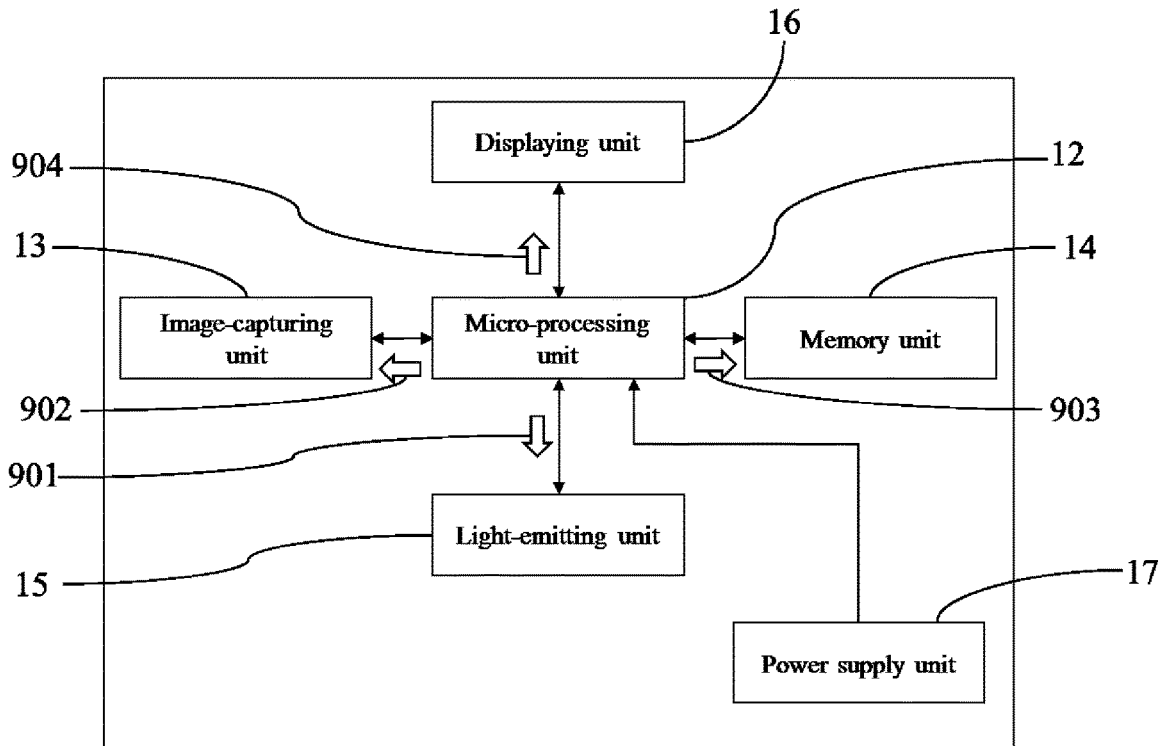 16
Displaying unit
904
12
13
14
Image-capturing
unit
Micro-processing
unit
Memory unit
902
903
901
Light-emitting unit
15
17
Power supply unit